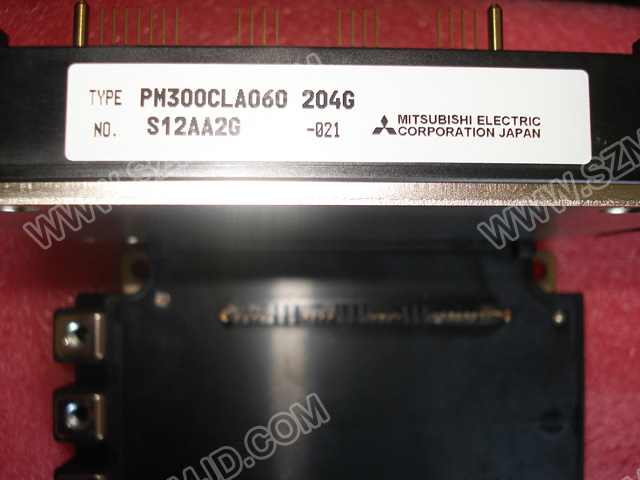 TYPE PM300CLA060 204G
NO. S12AA2G -021
MITSUBISHI ELECTRIC
CORPORATION JAPAN